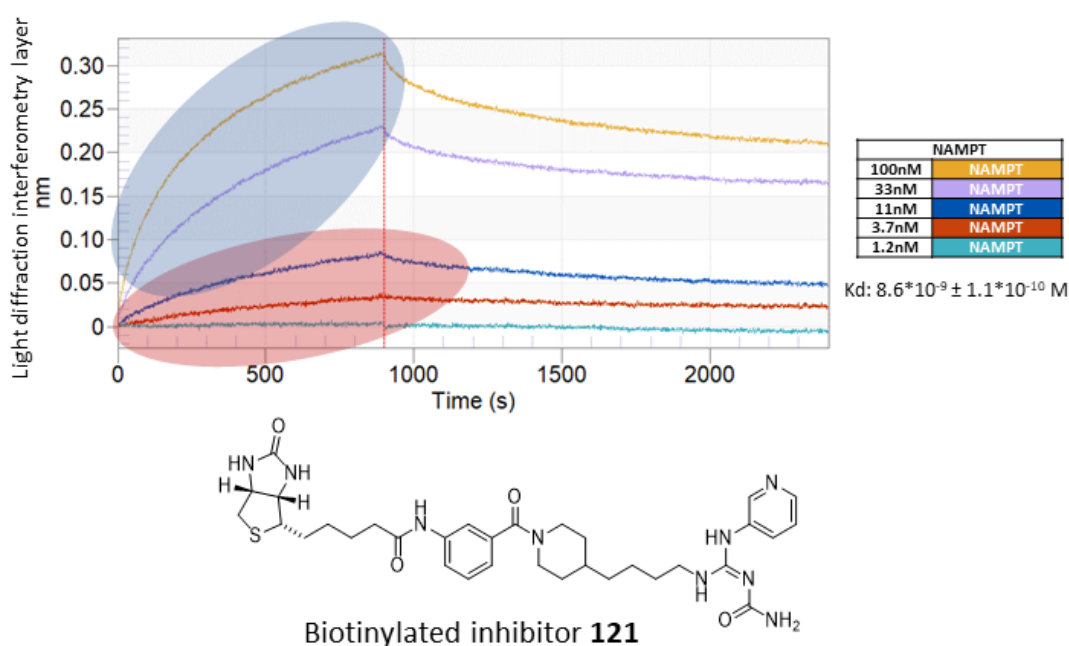 Light diffraction interferometry layer
nm
0.30
0.25
0.20
0.15
0.10
0.05
0
0 500 1000 1500 2000
Time (s)
NAMPT
100nM NAMPT
33nM NAMPT
11nM NAMPT
3.7nM NAMPT
1.2nM NAMPT
Kd: 8.6*10⁻⁹ ± 1.1*10⁻¹⁰ M
O
HN
NH
H
H
S
O
H
N
O
N
N
H
HN
N
N
O
NH₂
Biotinylated inhibitor 121